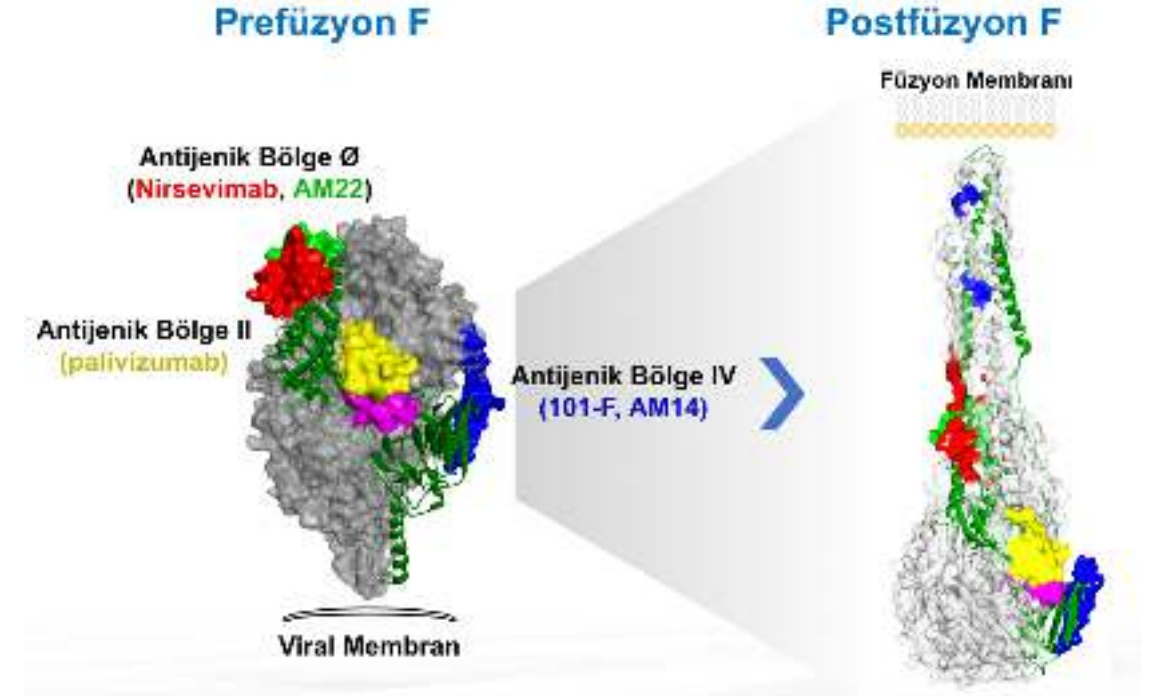 Prefüzyon F
Postfüzyon F
Füzyon Membranı
Antijenik Bölge Ø
(Nirsevimab, AM22)
Antijenik Bölge II
(palivizumab)
Antijenik Bölge IV
(101-F, AM14)
Viral Membran